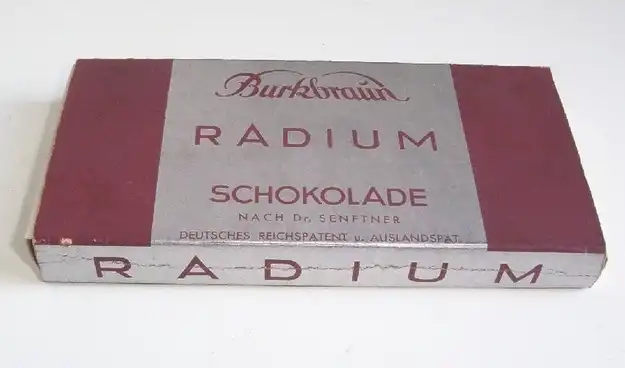 Burkbraun
RADIUM
SCHOKOLADE
NACH Dr. SENFTNER
DEUTSCHES REICHSPATENT u. AUSLANDSPAT.
RADIUM